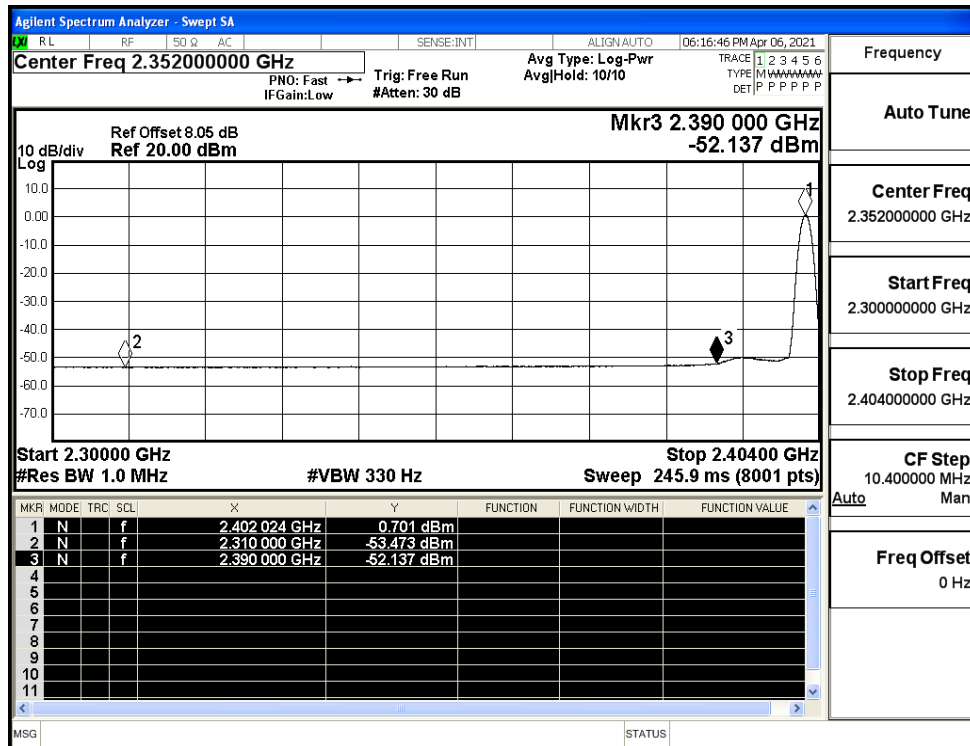 Agilent Spectrum Analyzer - Swept SA
LXI RL RF 50 Ω AC SENSE:INT ALIGN AUTO 06:16:46 PM Apr 06, 2021
Center Freq 2.352000000 GHz
PNO: Fast
IFGain:Low
Trig: Free Run
#Atten: 30 dB
Avg Type: Log-Pwr
Avg|Hold: 10/10
TRACE 1 2 3 4 5 6
TYPE M
DET P P P P P P
Ref Offset 8.05 dB
10 dB/div Ref 20.00 dBm
Log
Mkr3 2.390 000 GHz
-52.137 dBm
10.0
0.00
-10.0
-20.0
-30.0
-40.0
-50.0
-60.0
-70.0
1
2
3
Start 2.30000 GHz Stop 2.40400 GHz
#Res BW 1.0 MHz #VBW 330 Hz Sweep 245.9 ms (8001 pts)
MKR MODE TRC SCL X Y FUNCTION FUNCTION WIDTH FUNCTION VALUE
1 N f 2.402 024 GHz 0.701 dBm
2 N f 2.310 000 GHz -53.473 dBm
3 N f 2.390 000 GHz -52.137 dBm
4
5
6
7
8
9
10
11
MSG STATUS
Frequency
Auto Tune
Center Freq
2.352000000 GHz
Start Freq
2.300000000 GHz
Stop Freq
2.404000000 GHz
CF Step
10.400000 MHz
Auto Man
Freq Offset
0 Hz